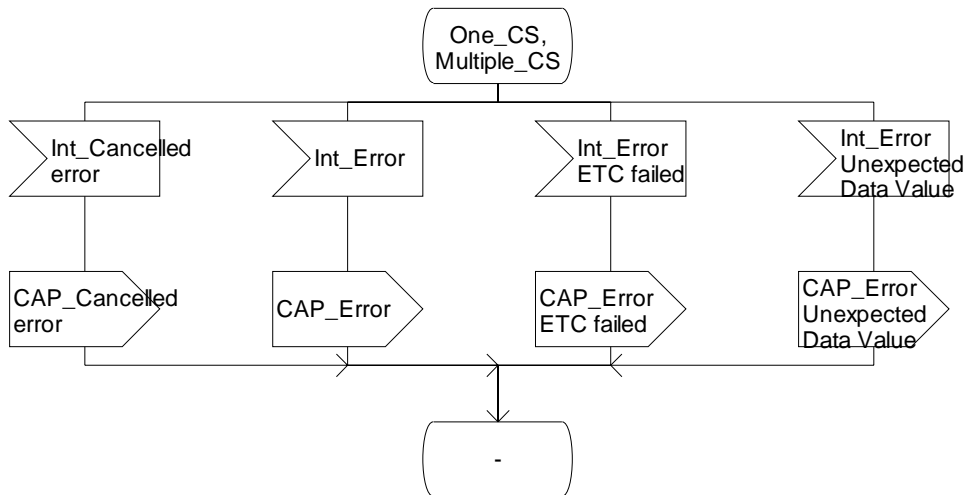 One_CS,
Multiple_CS
Int_Cancelled
error
Int_Error
Int_Error
ETC failed
Int_Error
Unexpected
Data Value
CAP_Cancelled
error
CAP_Error
CAP_Error
ETC failed
CAP_Error
Unexpected
Data Value
-